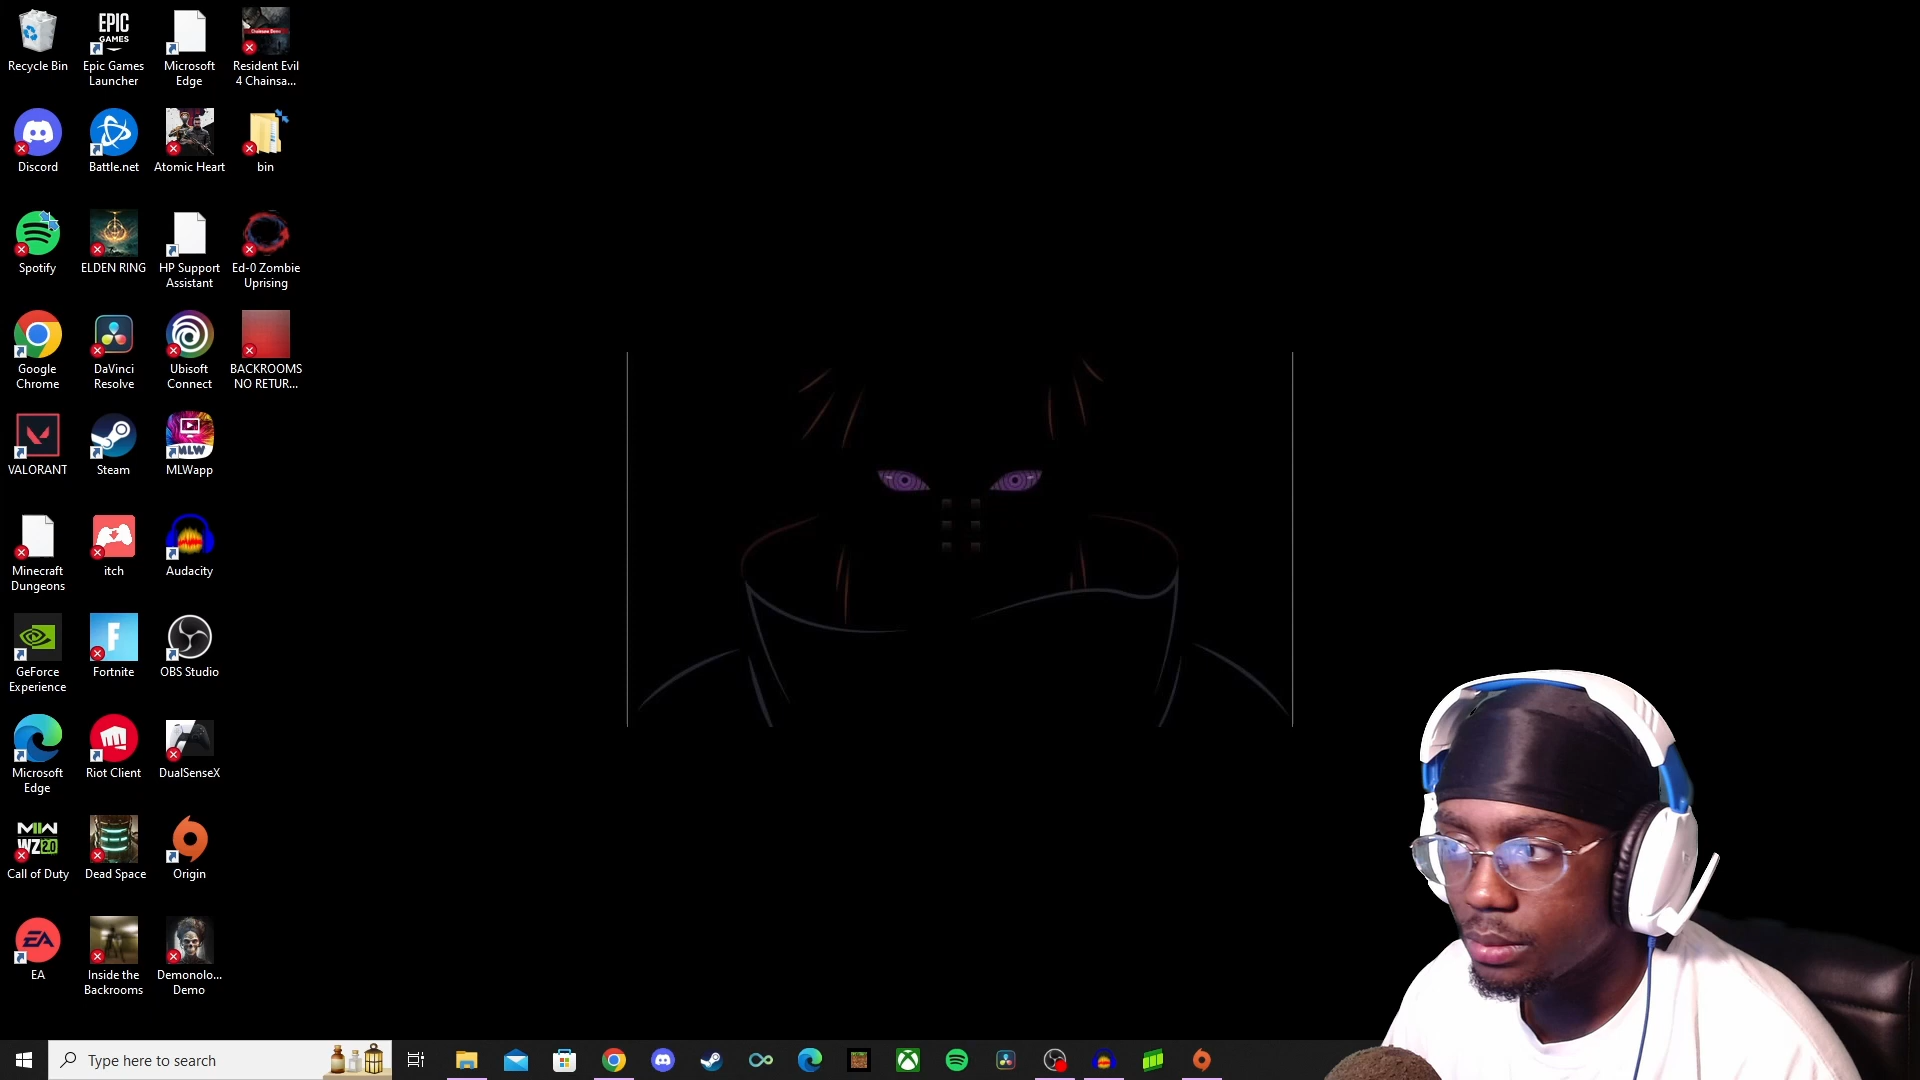 Recycle Bin
EPIC
GAMES
Epic Games
Launcher
Microsoft
Edge
Resident Evil
4 Chainsa...
Discord
Battle.net
Atomic Heart
bin
Spotify
ELDEN RING
HP Support
Assistant
Ed-0 Zombie
Uprising
Google
Chrome
DaVinci
Resolve
Ubisoft
Connect
BACKROOMS
NO RETUR...
VALORANT
Steam
MLW
MLWapp
Minecraft
Dungeons
itch
Audacity
GeForce
Experience
F
Fortnite
OBS Studio
Microsoft
Edge
Riot Client
DualSenseX
MW
WZ 2.0
Call of Duty
Dead Space
Origin
EA
EA
Inside the
Backrooms
Demonolo...
Demo
Type here to search